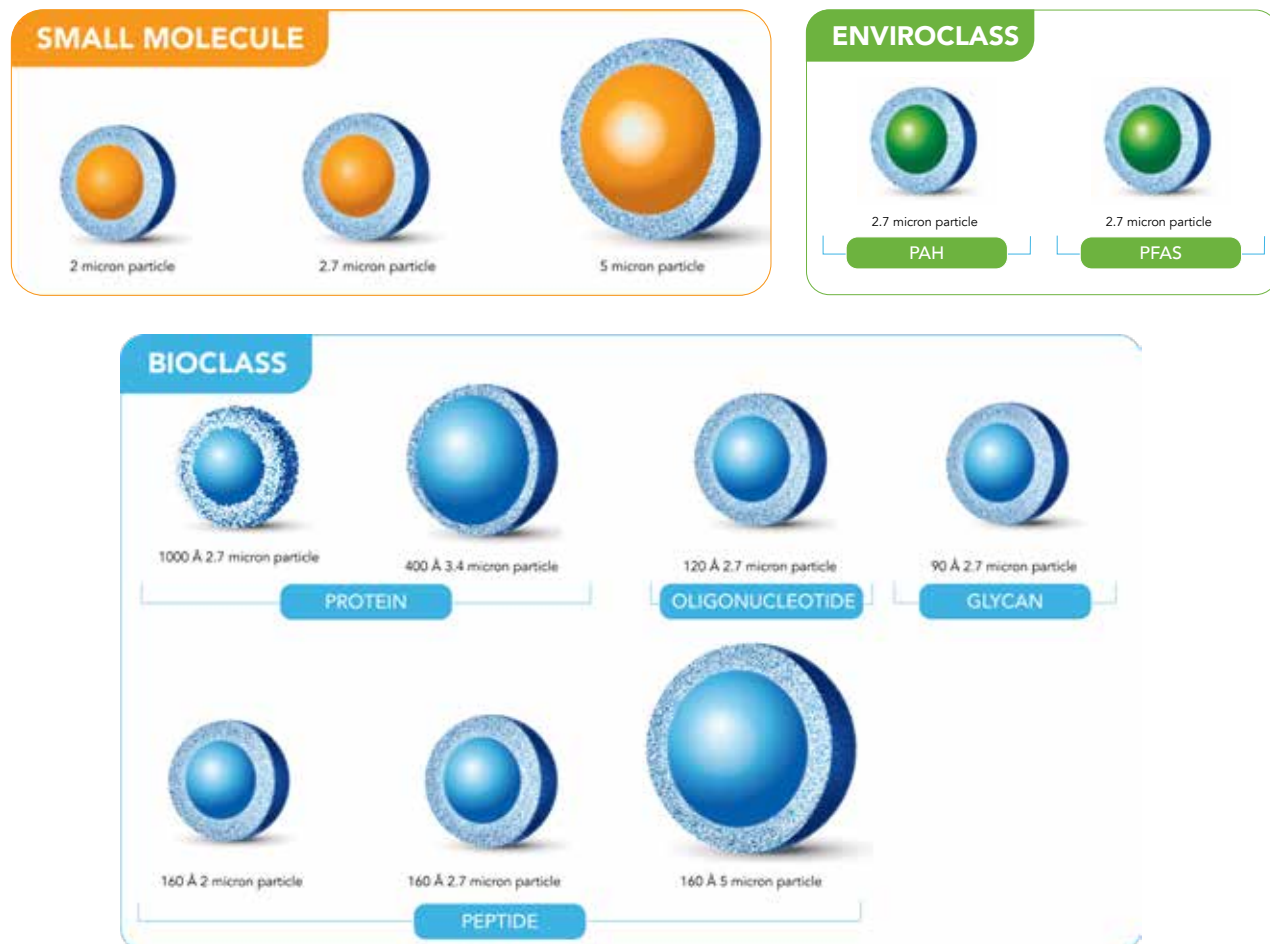 SMALL MOLECULE
2 micron particle
2.7 micron particle
5 micron particle
ENVIROCLASS
2.7 micron particle
2.7 micron particle
PAH
PFAS
BIOCLASS
1000 Å 2.7 micron particle
400 Å 3.4 micron particle
120 Å 2.7 micron particle
90 Å 2.7 micron particle
PROTEIN
OLIGONUCLEOTIDE
GLYCAN
160 Å 2 micron particle
160 Å 2.7 micron particle
160 Å 5 micron particle
PEPTIDE